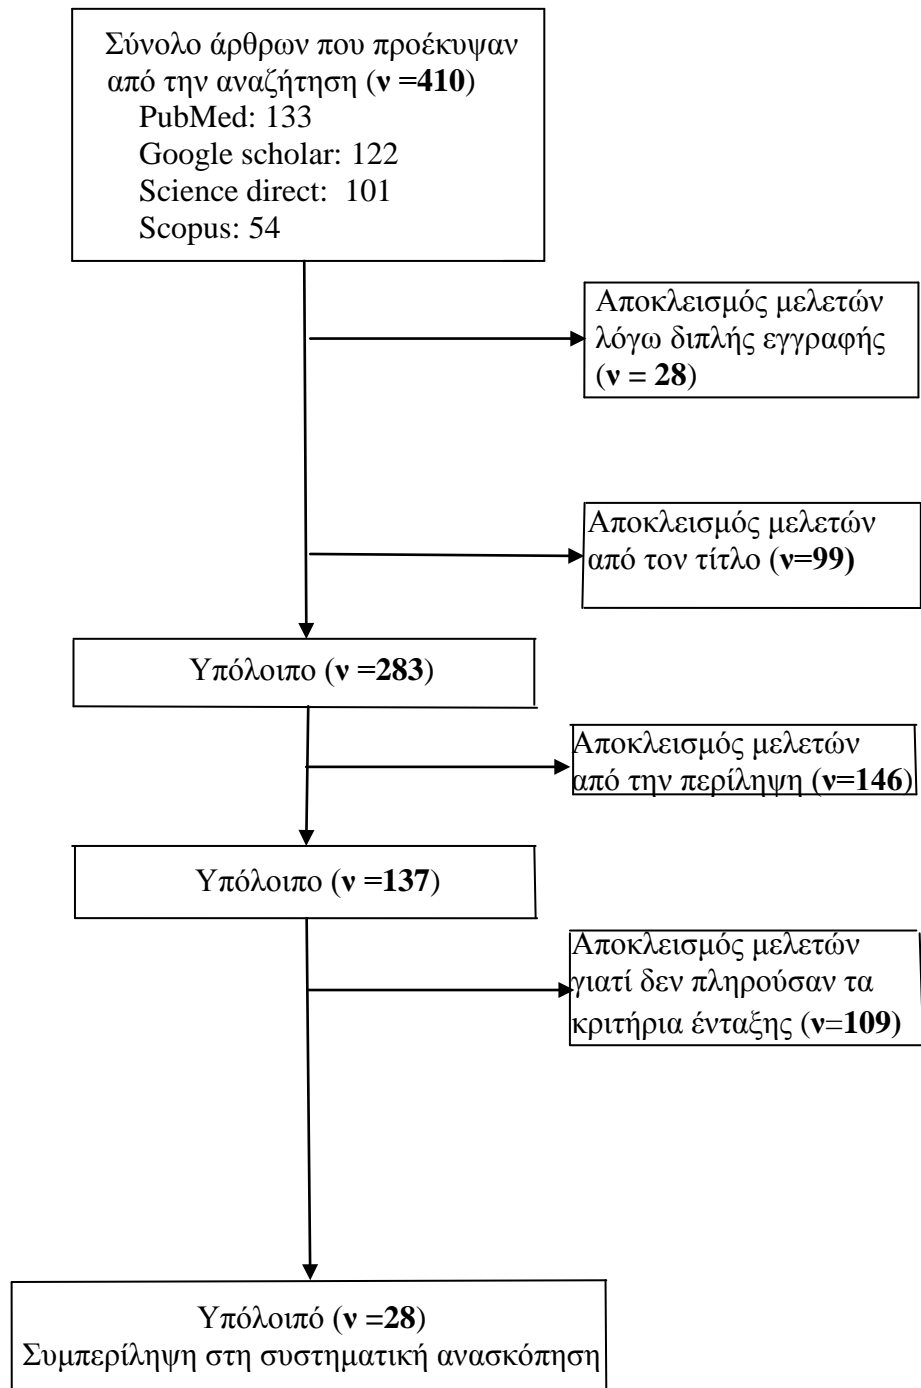 Σύνολο άρθρων που προέκυψαν
από την αναζήτηση (ν =410)
PubMed: 133
Google scholar: 122
Science direct: 101
Scopus: 54
Αποκλεισμός μελετών
λόγω διπλής εγγραφής
(ν = 28)
Αποκλεισμός μελετών
από τον τίτλο (ν=99)
Υπόλοιπο (ν =283)
Αποκλεισμός μελετών
από την περίληψη (ν=146)
Υπόλοιπο (ν =137)
Αποκλεισμός μελετών
γιατί δεν πληρούσαν τα
κριτήρια ένταξης (ν=109)
Υπόλοιπό (ν =28)
Συμπερίληψη στη συστηματική ανασκόπηση